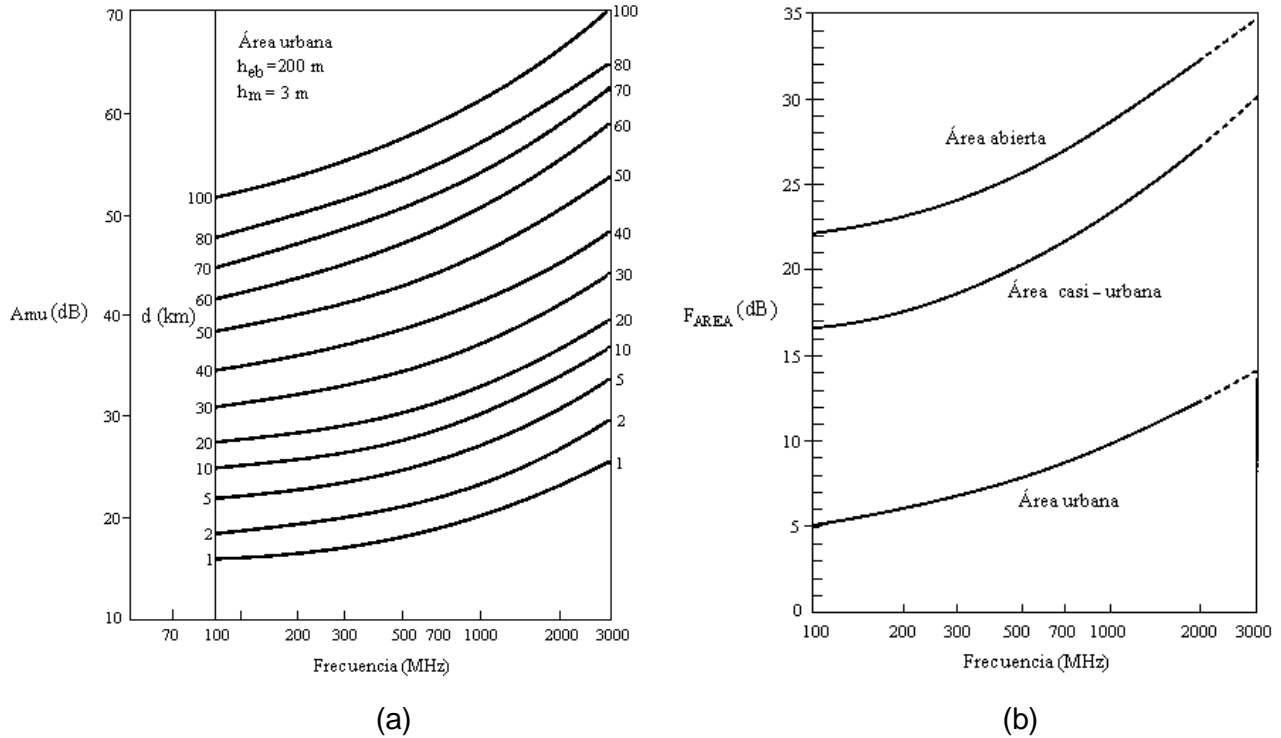 70
60
50
40
30
20
10
Amu (dB)
d (km)
Área urbana
h_eb = 200 m
h_m = 3 m
100
80
70
60
50
40
30
20
10
5
2
1
100
80
70
60
50
40
30
20
10
5
2
1
70 100 200 300 500 700 1000 2000 3000
Frecuencia (MHz)
(a)
35
30
25
20
15
10
5
0
F_AREA (dB)
Área abierta
Área casi – urbana
Área urbana
100 200 300 500 700 1000 2000 3000
Frecuencia (MHz)
(b)